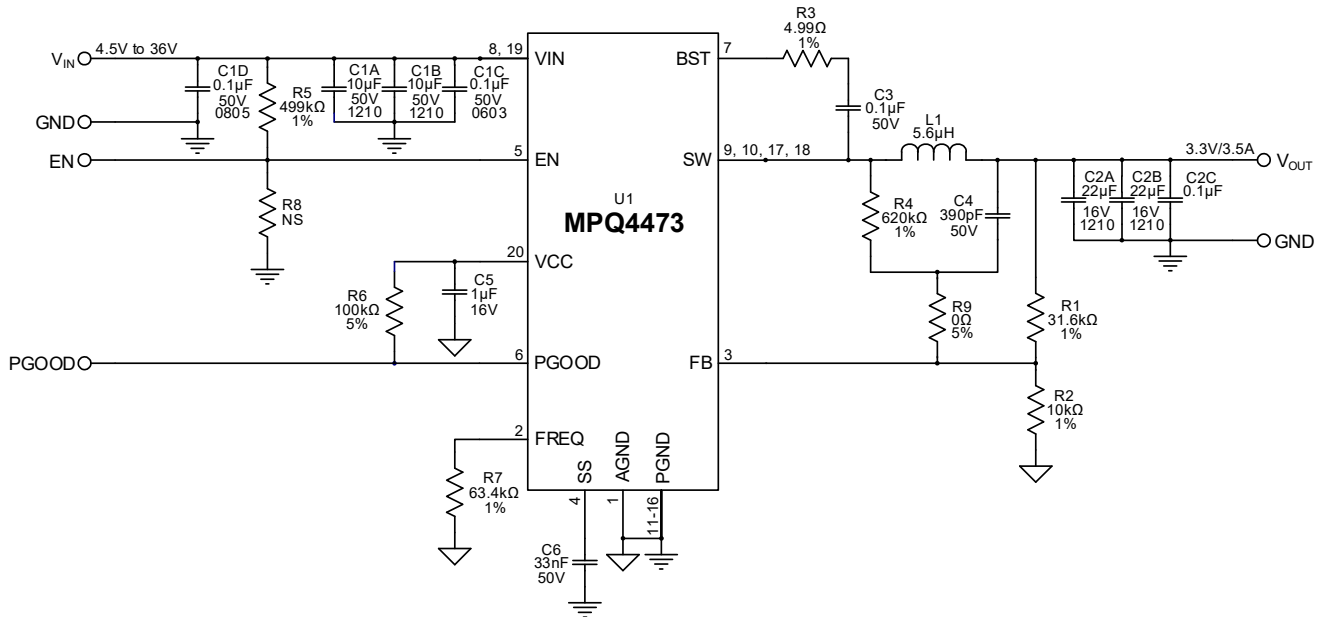 R3
4.99Ω
1%
V_IN
4.5V to 36V
8, 19
VIN
BST
7
C1D
0.1µF
50V
0805
R5
499kΩ
1%
C1A
10µF
50V
1210
C1B
10µF
50V
1210
C1C
0.1µF
50V
0603
C3
0.1µF
50V
GND
L1
5.6µH
EN
5
EN
SW
9, 10, 17, 18
3.3V/3.5A
V_OUT
R8
NS
U1
MPQ4473
R4
620kΩ
1%
C4
390pF
50V
C2A
22µF
16V
1210
C2B
22µF
16V
1210
C2C
0.1µF
GND
20
VCC
R6
100kΩ
5%
C5
1µF
16V
R9
0Ω
5%
R1
31.6kΩ
1%
PGOOD
6
PGOOD
FB
3
R2
10kΩ
1%
2
FREQ
R7
63.4kΩ
1%
SS
AGND
PGND
4
1
11-16
C6
33nF
50V